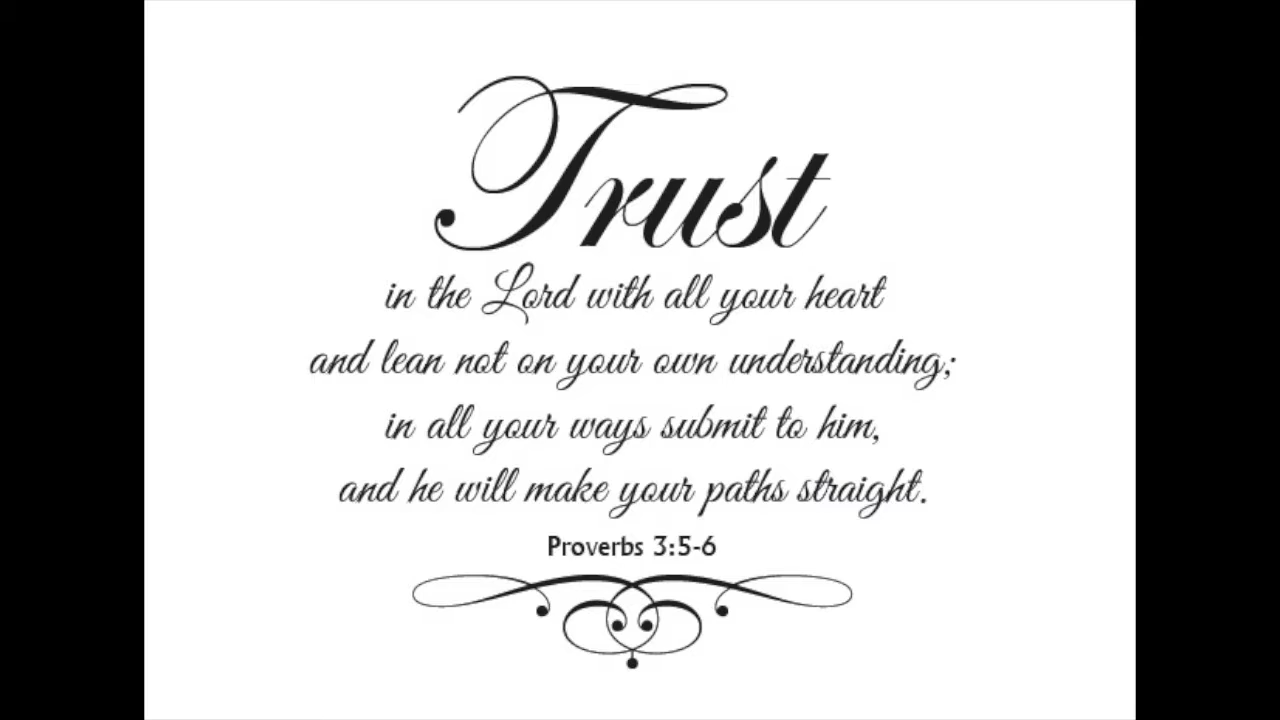 Trust
in the Lord with all your heart
and lean not on your own understanding;
in all your ways submit to him,
and he will make your paths straight.
Proverbs 3:5-6